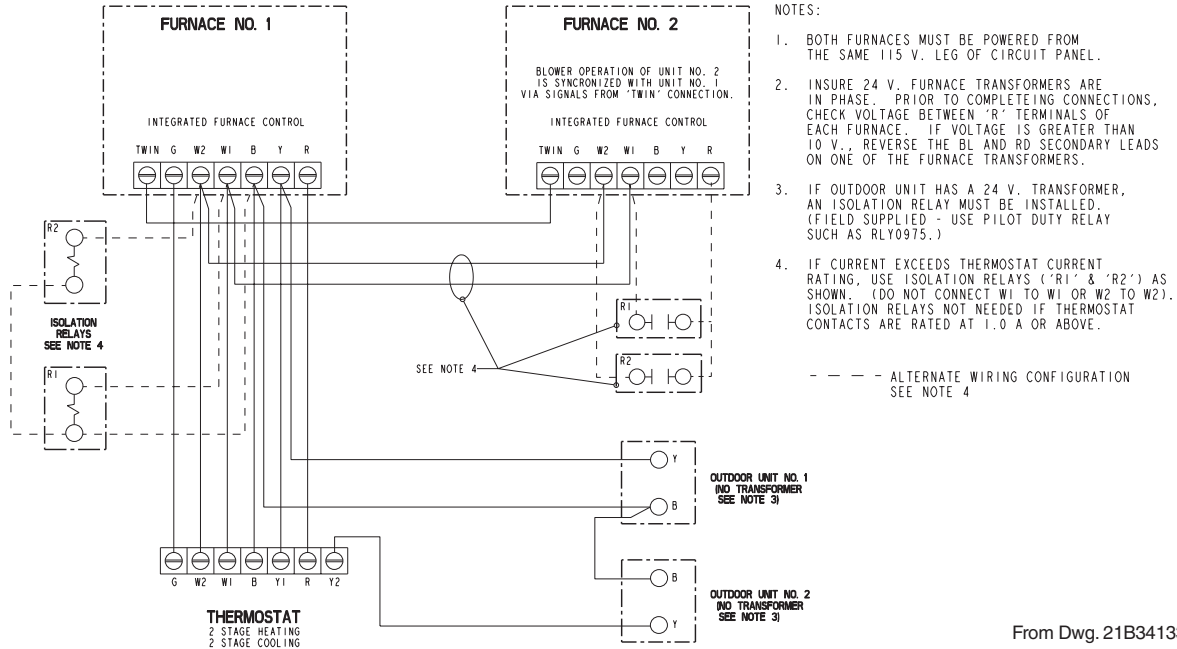 FURNACE NO. 1
INTEGRATED FURNACE CONTROL
TWIN G W2 W1 B Y R
FURNACE NO. 2
BLOWER OPERATION OF UNIT NO. 2
IS SYNCRONIZED WITH UNIT NO. 1
VIA SIGNALS FROM 'TWIN' CONNECTION.
INTEGRATED FURNACE CONTROL
TWIN G W2 W1 B Y R
R2
ISOLATION
RELAYS
SEE NOTE 4
R1
SEE NOTE 4
R1
R2
Y
B
OUTDOOR UNIT NO. 1
(NO TRANSFORMER
SEE NOTE 3)
B
Y
OUTDOOR UNIT NO. 2
(NO TRANSFORMER
SEE NOTE 3)
G W2 W1 B Y1 R Y2
THERMOSTAT
2 STAGE HEATING
2 STAGE COOLING
NOTES:
1. BOTH FURNACES MUST BE POWERED FROM
THE SAME 115 V. LEG OF CIRCUIT PANEL.
2. INSURE 24 V. FURNACE TRANSFORMERS ARE
IN PHASE. PRIOR TO COMPLETEING CONNECTIONS,
CHECK VOLTAGE BETWEEN 'R' TERMINALS OF
EACH FURNACE. IF VOLTAGE IS GREATER THAN
10 V., REVERSE THE BL AND RD SECONDARY LEADS
ON ONE OF THE FURNACE TRANSFORMERS.
3. IF OUTDOOR UNIT HAS A 24 V. TRANSFORMER,
AN ISOLATION RELAY MUST BE INSTALLED.
(FIELD SUPPLIED - USE PILOT DUTY RELAY
SUCH AS RLY0975.)
4. IF CURRENT EXCEEDS THERMOSTAT CURRENT
RATING, USE ISOLATION RELAYS ('R1' & 'R2') AS
SHOWN. (DO NOT CONNECT W1 TO W1 OR W2 TO W2).
ISOLATION RELAYS NOT NEEDED IF THERMOSTAT
CONTACTS ARE RATED AT 1.0 A OR ABOVE.
ALTERNATE WIRING CONFIGURATION
SEE NOTE 4
From Dwg. 21B34133